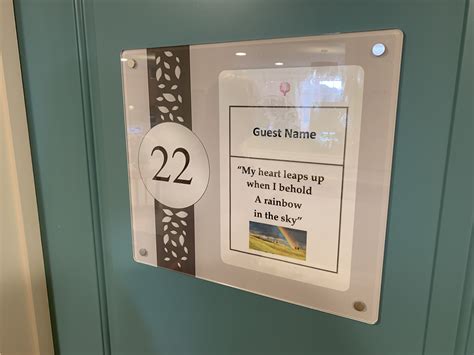 22
Guest Name
“My heart leaps up
when I behold
A rainbow
in the sky”